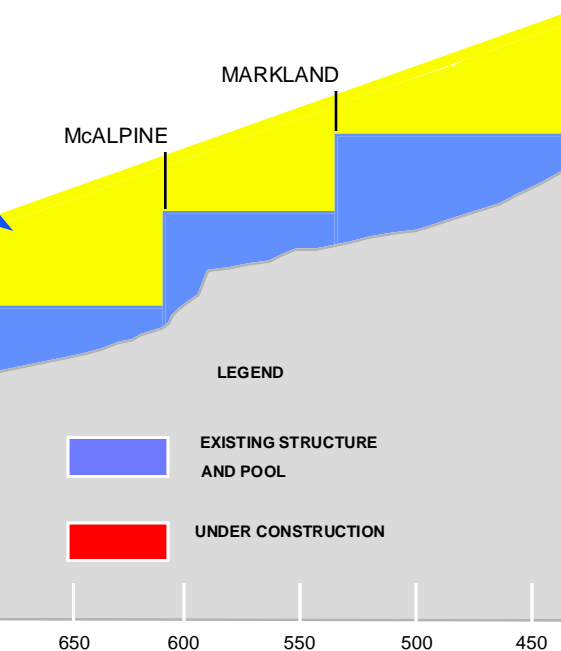 MARKLAND
McALPINE
LEGEND
EXISTING STRUCTURE
AND POOL
UNDER CONSTRUCTION
650 600 550 500 450